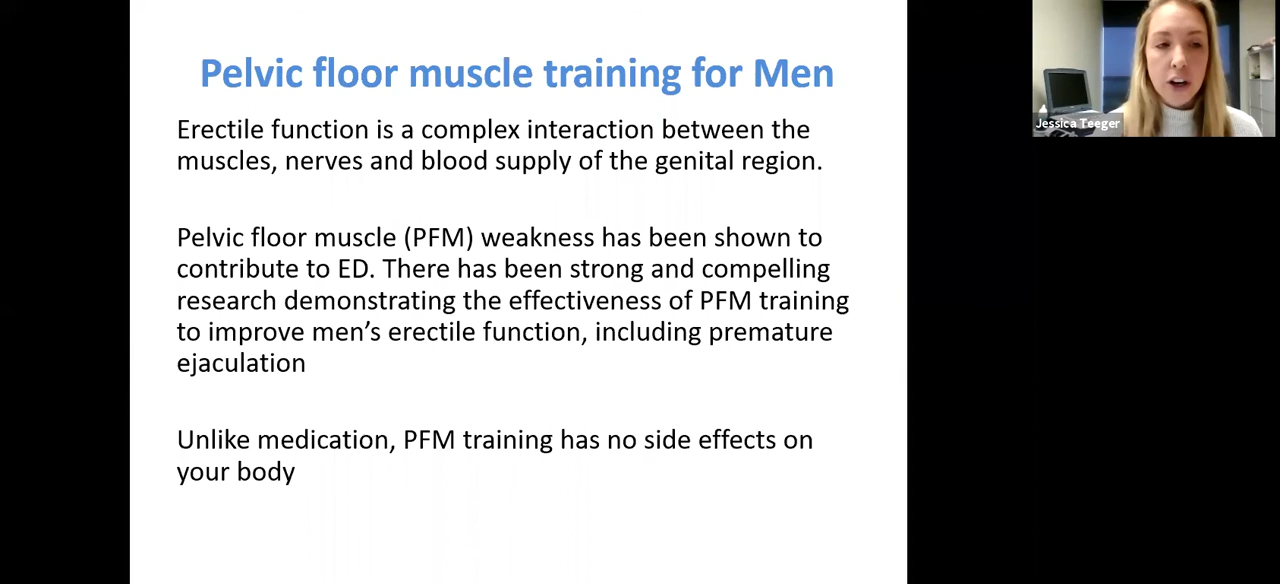 Pelvic floor muscle training for Men
Erectile function is a complex interaction between the
muscles, nerves and blood supply of the genital region.
Pelvic floor muscle (PFM) weakness has been shown to
contribute to ED. There has been strong and compelling
research demonstrating the effectiveness of PFM training
to improve men’s erectile function, including premature
ejaculation
Unlike medication, PFM training has no side effects on
your body
Jessica Teeger